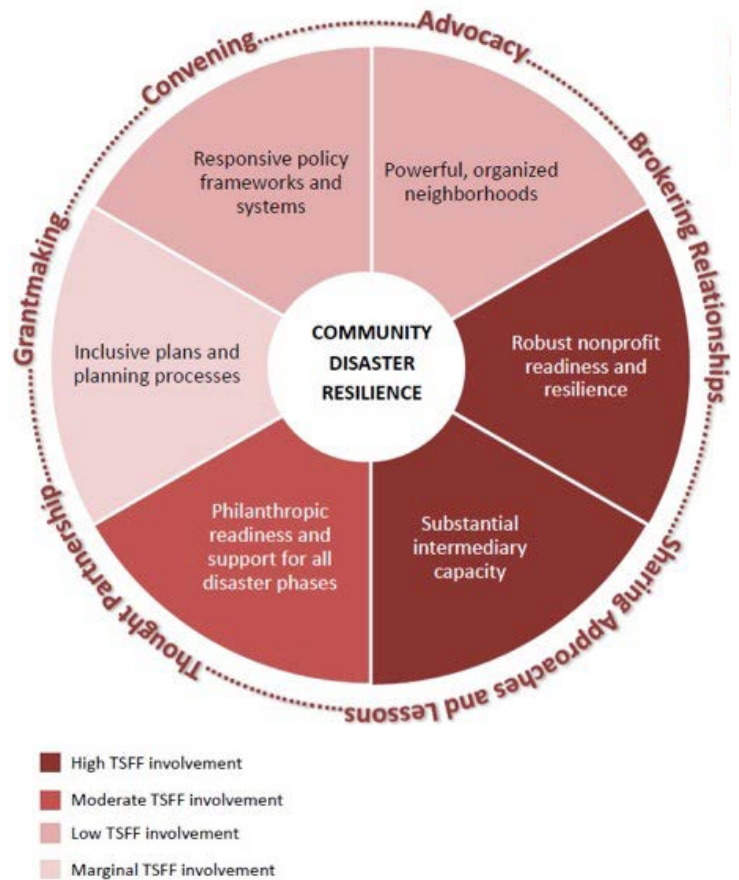 Advocacy
Convening
Brokering Relationships
Grantmaking
Sharing Approaches and Lessons
Thought Partnership
Responsive policy
frameworks and
systems
Powerful, organized
neighborhoods
Inclusive plans and
planning processes
COMMUNITY
DISASTER
RESILIENCE
Robust nonprofit
readiness and
resilience
Philanthropic
readiness and
support for all
disaster phases
Substantial
intermediary
capacity
High TSFF involvement
Moderate TSFF involvement
Low TSFF involvement
Marginal TSFF involvement